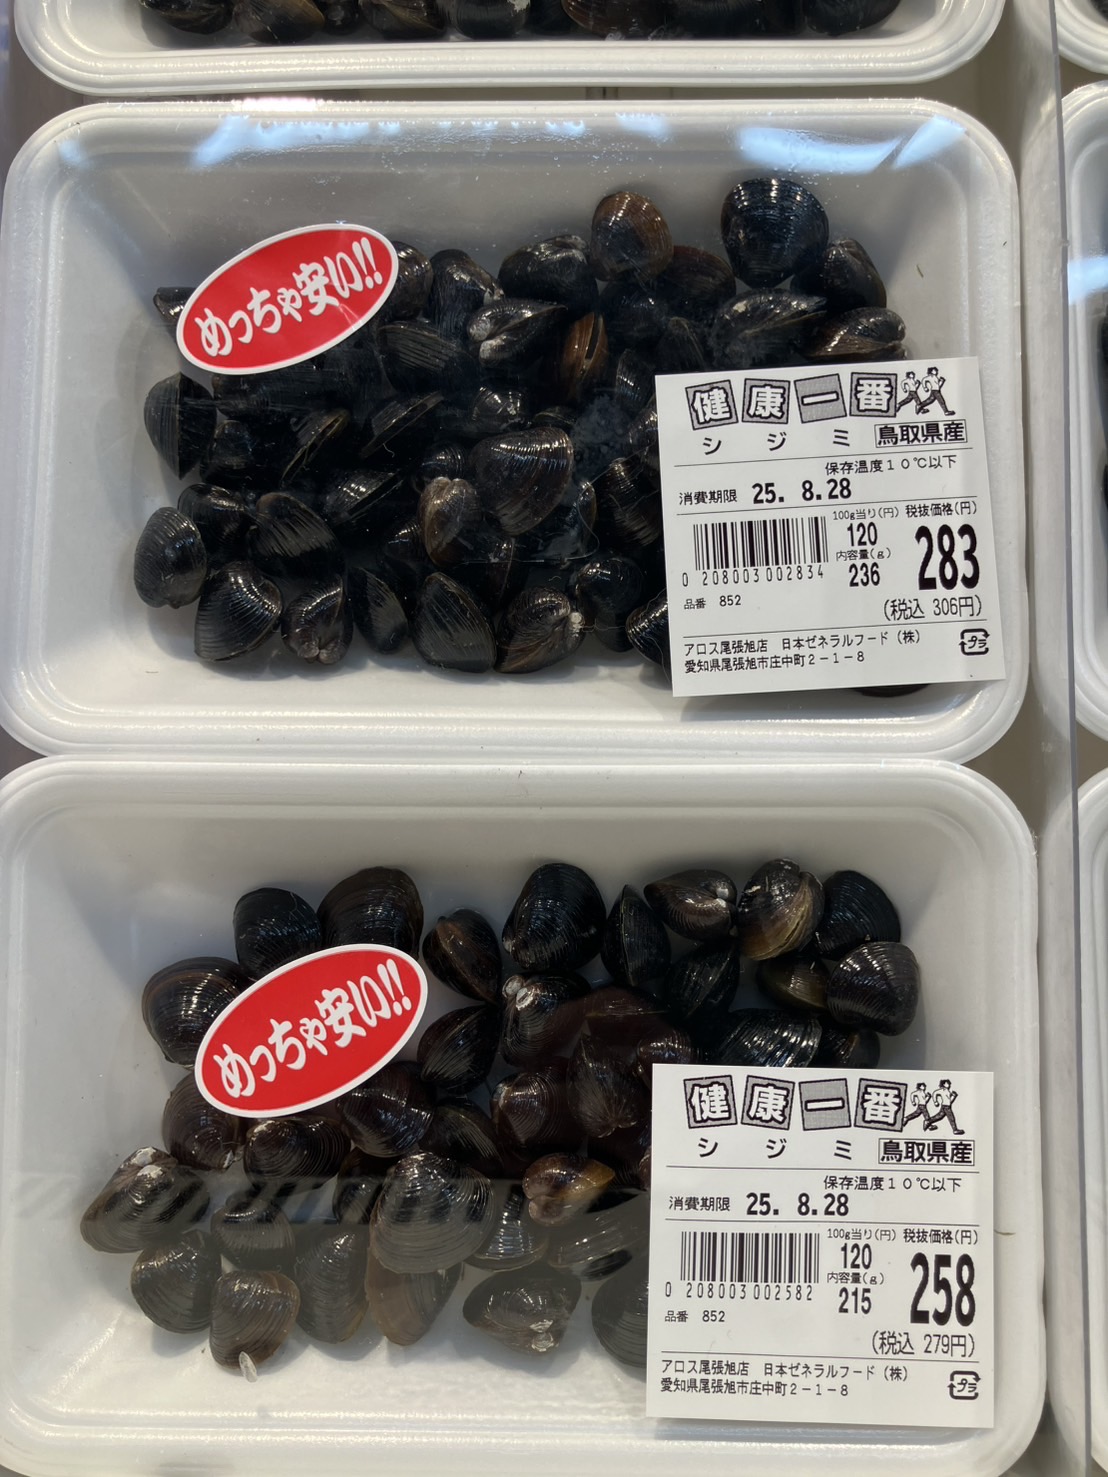 めっちゃ安い!!
健康一番
シジミ 鳥取県産
保存温度10℃以下
消費期限 25. 8.28
100g当り(円) 税抜価格(円)
120
内容量(g)
236
283
0 208003 002834
品番 852
(税込 306円)
アロス尾張旭店 日本ゼネラルフード(株)
愛知県尾張旭市庄中町2-1-8
プラ
めっちゃ安い!!
健康一番
シジミ 鳥取県産
保存温度10℃以下
消費期限 25. 8.28
100g当り(円) 税抜価格(円)
120
内容量(g)
215
258
0 208003 002582
品番 852
(税込 279円)
アロス尾張旭店 日本ゼネラルフード(株)
愛知県尾張旭市庄中町2-1-8
プラ